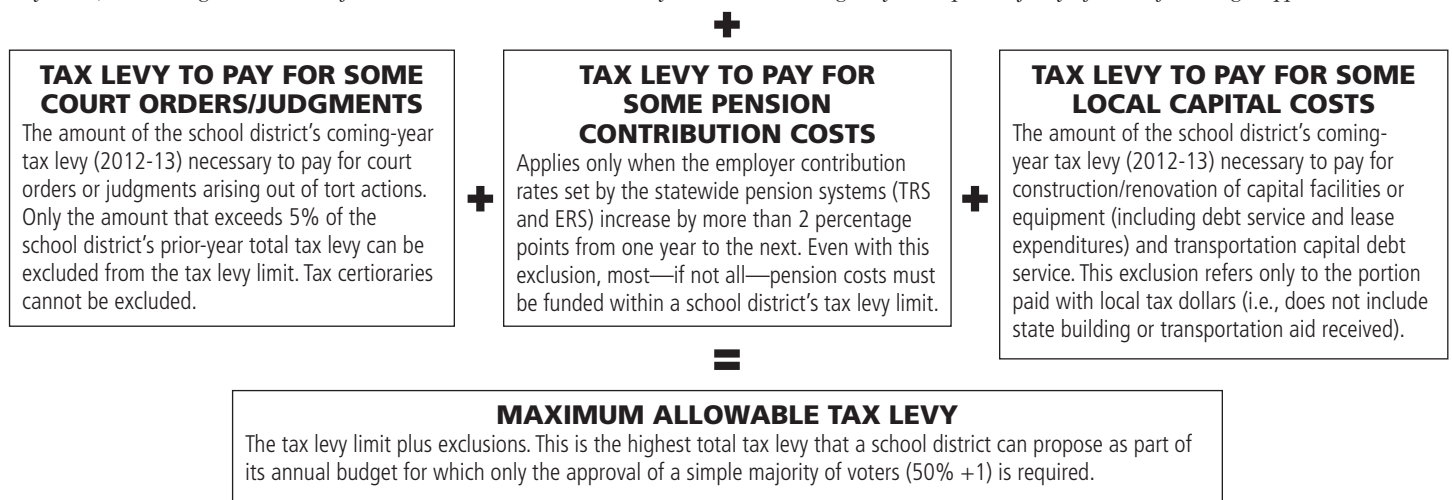 +
TAX LEVY TO PAY FOR SOME
COURT ORDERS/JUDGMENTS
The amount of the school district's coming-year
tax levy (2012-13) necessary to pay for court
orders or judgments arising out of tort actions.
Only the amount that exceeds 5% of the
school district's prior-year total tax levy can be
excluded from the tax levy limit. Tax certioraries
cannot be excluded.
+
TAX LEVY TO PAY FOR
SOME PENSION
CONTRIBUTION COSTS
Applies only when the employer contribution
rates set by the statewide pension systems (TRS
and ERS) increase by more than 2 percentage
points from one year to the next. Even with this
exclusion, most—if not all—pension costs must
be funded within a school district's tax levy limit.
+
TAX LEVY TO PAY FOR SOME
LOCAL CAPITAL COSTS
The amount of the school district's coming-
year tax levy (2012-13) necessary to pay for
construction/renovation of capital facilities or
equipment (including debt service and lease
expenditures) and transportation capital debt
service. This exclusion refers only to the portion
paid with local tax dollars (i.e., does not include
state building or transportation aid received).
=
MAXIMUM ALLOWABLE TAX LEVY
The tax levy limit plus exclusions. This is the highest total tax levy that a school district can propose as part of
its annual budget for which only the approval of a simple majority of voters (50% +1) is required.